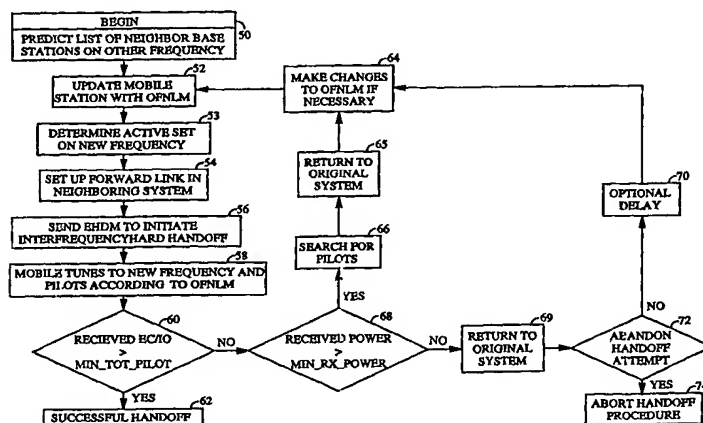 BEGIN
PREDICT LIST OF NEIGHBOR BASE
STATIONS ON OTHER FREQUENCY
50
52
UPDATE MOBILE
STATION WITH OFNLM
53
DETERMINE ACTIVE SET
ON NEW FREQUENCY
54
SET UP FORWARD LINK IN
NEIGHBORING SYSTEM
56
SEND EHDM TO INITIATE
INTERFREQUENCYHARD HANDOFF
58
MOBILE TUNES TO NEW FREQUENCY AND
PILOTS ACCORDING TO OFNLM
60
RECIEVED EC/IO
>
MIN_TOT_PILOT
NO
YES
62
SUCCESSFUL HANDOFF
64
MAKE CHANGES
TO OFNLM IF
NECESSARY
65
RETURN TO
ORIGINAL
SYSTEM
66
SEARCH FOR
PILOTS
YES
68
RECEIVED POWER
>
MIN_RX_POWER
NO
69
RETURN TO
ORIGINAL
SYSTEM
70
OPTIONAL
DELAY
NO
72
ABANDON
HANDOFF
ATTEMPT
YES
74
ABORT HANDOFF
PROCEDURE